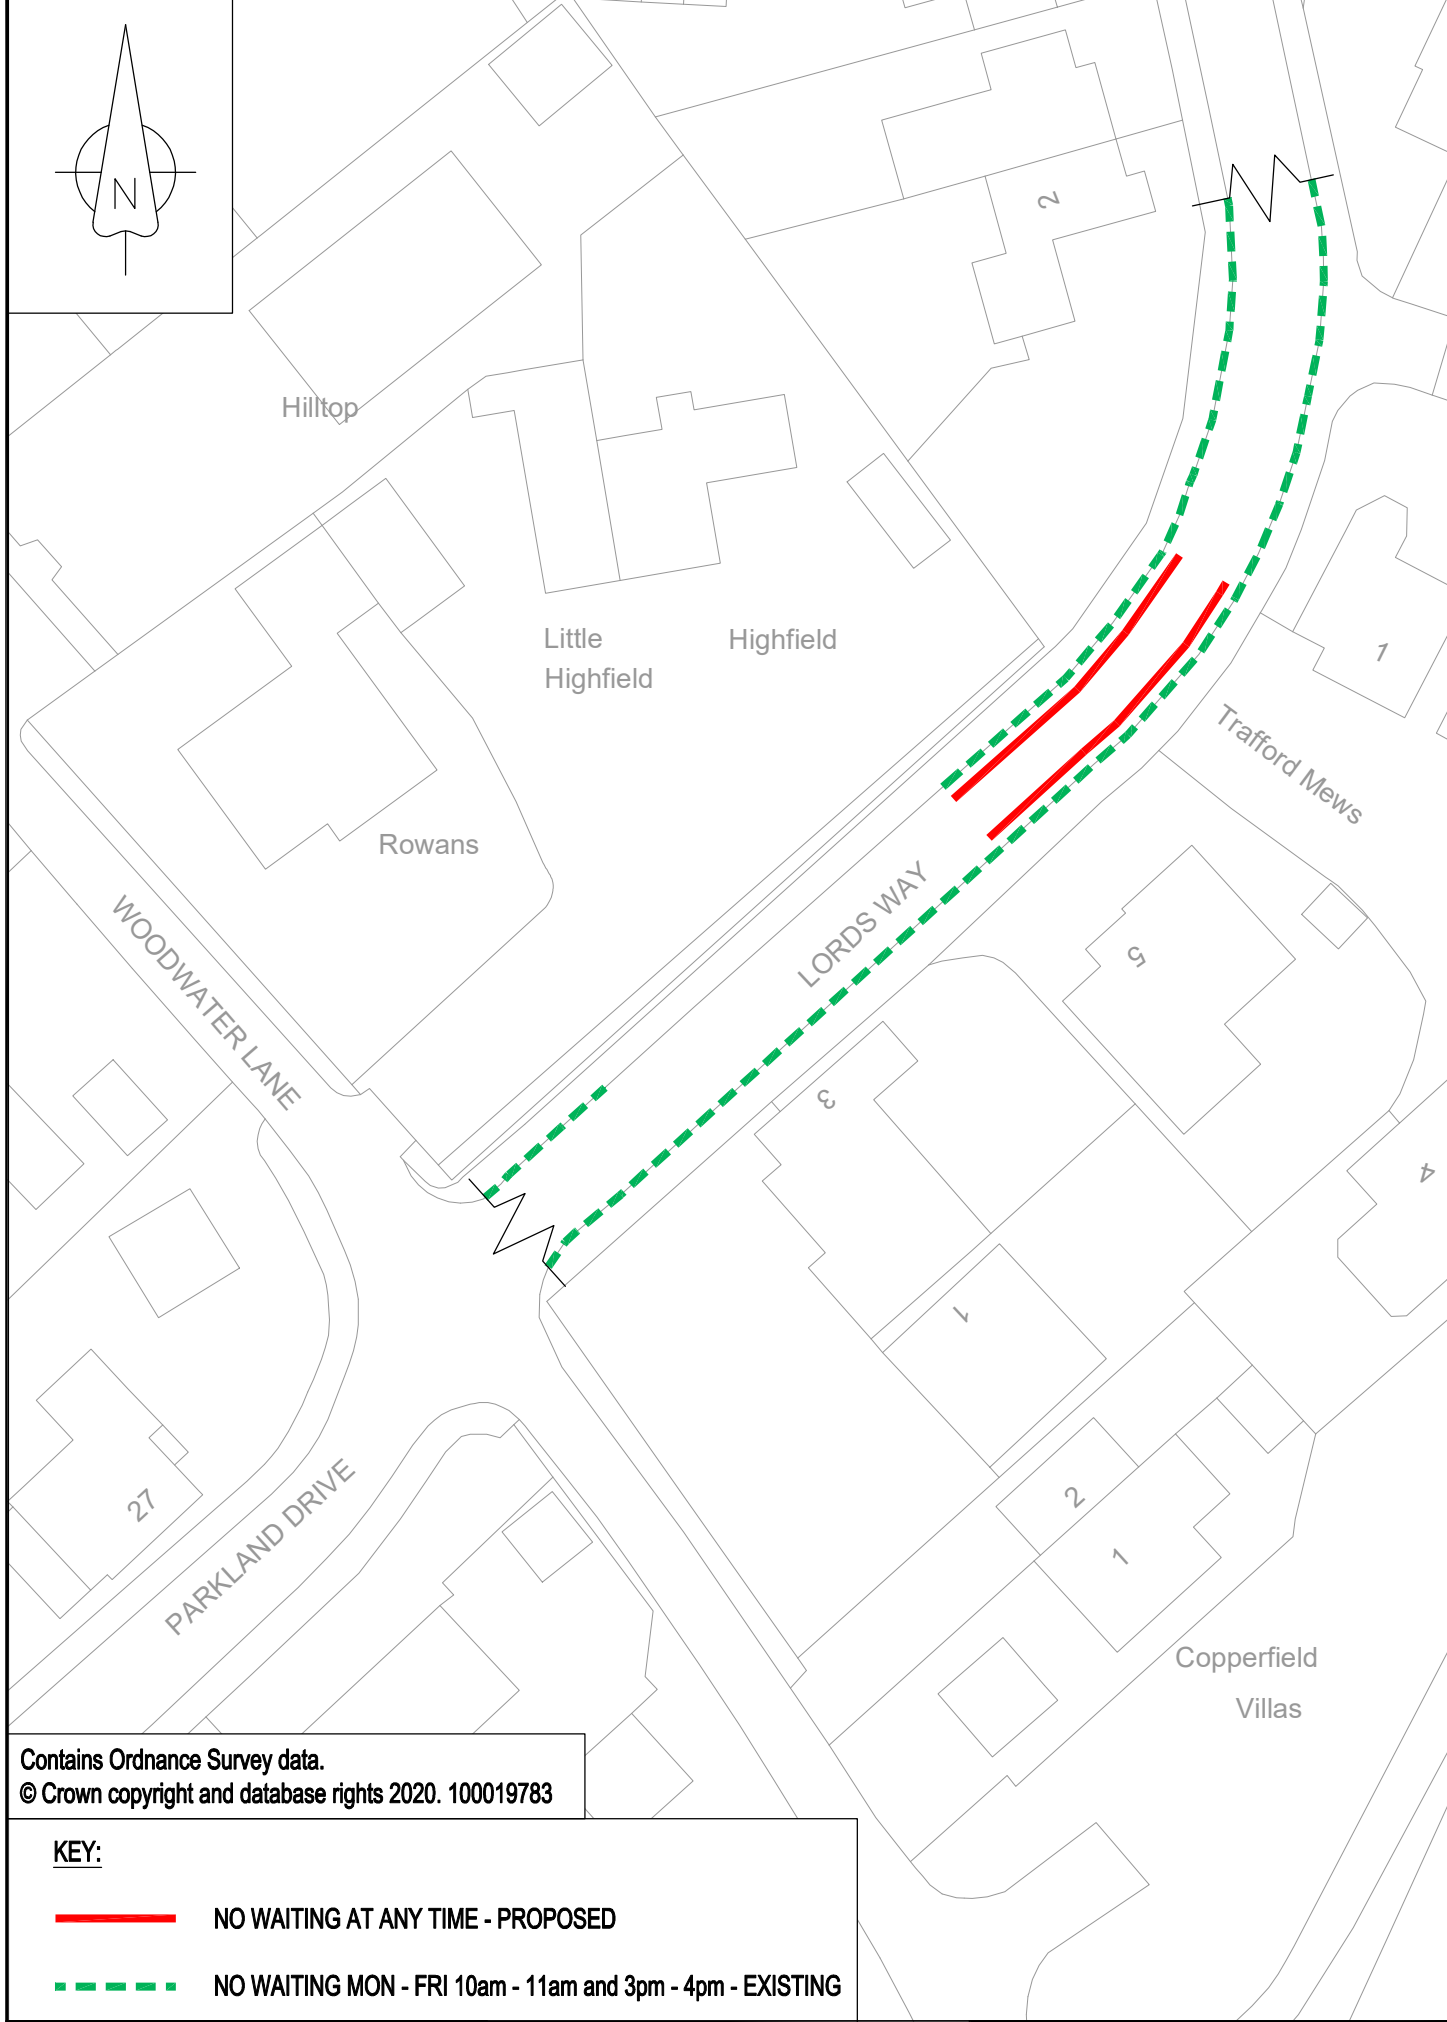 N
2
Hilltop
Little
Highfield
Highfield
1
Trafford Mews
Rowans
LORDS WAY
WOODWATER LANE
5
3
4
1
27
PARKLAND DRIVE
2
1
Copperfield
Villas
Contains Ordnance Survey data.
© Crown copyright and database rights 2020. 100019783
KEY:
NO WAITING AT ANY TIME - PROPOSED
NO WAITING MON - FRI 10am - 11am and 3pm - 4pm - EXISTING